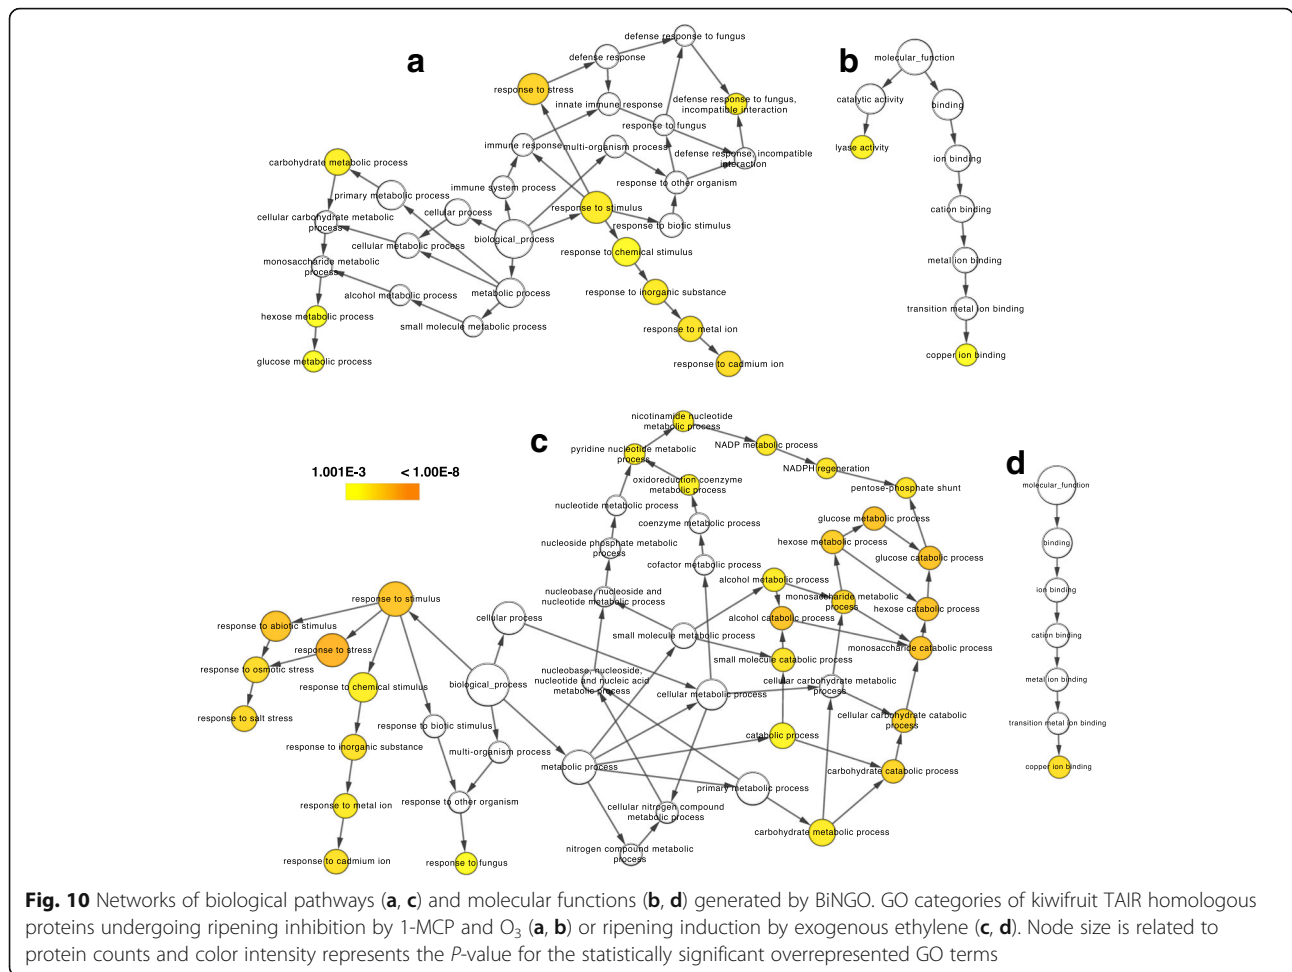 a
defense response to fungus
defense response
response to stress
innate immune response
defense response to fungus,
incompatible interaction
response to fungus
immune response
multi-organism process
defense response, incompatible
interaction
carbohydrate metabolic process
primary metabolic process
immune system process
response to other organism
cellular carbohydrate metabolic
process
cellular process
response to stimulus
response to biotic stimulus
cellular metabolic process
biological_process
response to chemical stimulus
monosaccharide metabolic
process
alcohol metabolic process
metabolic process
response to inorganic substance
hexose metabolic process
small molecule metabolic process
response to metal ion
glucose metabolic process
response to cadmium ion
b
molecular_function
catalytic activity
binding
lyase activity
ion binding
cation binding
metal ion binding
transition metal ion binding
copper ion binding
1.001E-3
< 1.00E-8
c
nicotinamide nucleotide
metabolic process
pyridine nucleotide metabolic
process
NADP metabolic process
NADPH regeneration
oxidoreduction coenzyme
metabolic process
pentose-phosphate shunt
nucleotide metabolic process
coenzyme metabolic process
glucose metabolic process
nucleoside phosphate metabolic
process
hexose metabolic process
glucose catabolic process
cofactor metabolic process
alcohol metabolic process
nucleobase, nucleoside and
nucleotide metabolic process
monosaccharide metabolic
process
hexose catabolic process
response to stimulus
cellular process
alcohol catabolic process
response to abiotic stimulus
small molecule metabolic process
response to stress
monosaccharide catabolic process
response to osmotic stress
small molecule catabolic process
nucleobase, nucleoside,
nucleotide and nucleic acid
metabolic process
response to chemical stimulus
biological_process
cellular metabolic process
cellular carbohydrate metabolic
process
response to salt stress
response to biotic stimulus
cellular carbohydrate catabolic
process
response to inorganic substance
multi-organism process
catabolic process
metabolic process
carbohydrate catabolic process
primary metabolic process
response to metal ion
response to other organism
cellular nitrogen compound
metabolic process
carbohydrate metabolic process
response to cadmium ion
response to fungus
nitrogen compound metabolic
process
d
molecular_function
binding
ion binding
cation binding
metal ion binding
transition metal ion binding
copper ion binding
Fig. 10 Networks of biological pathways (a, c) and molecular functions (b, d) generated by BiNGO. GO categories of kiwifruit TAIR homologous
proteins undergoing ripening inhibition by 1-MCP and O3 (a, b) or ripening induction by exogenous ethylene (c, d). Node size is related to
protein counts and color intensity represents the P-value for the statistically significant overrepresented GO terms